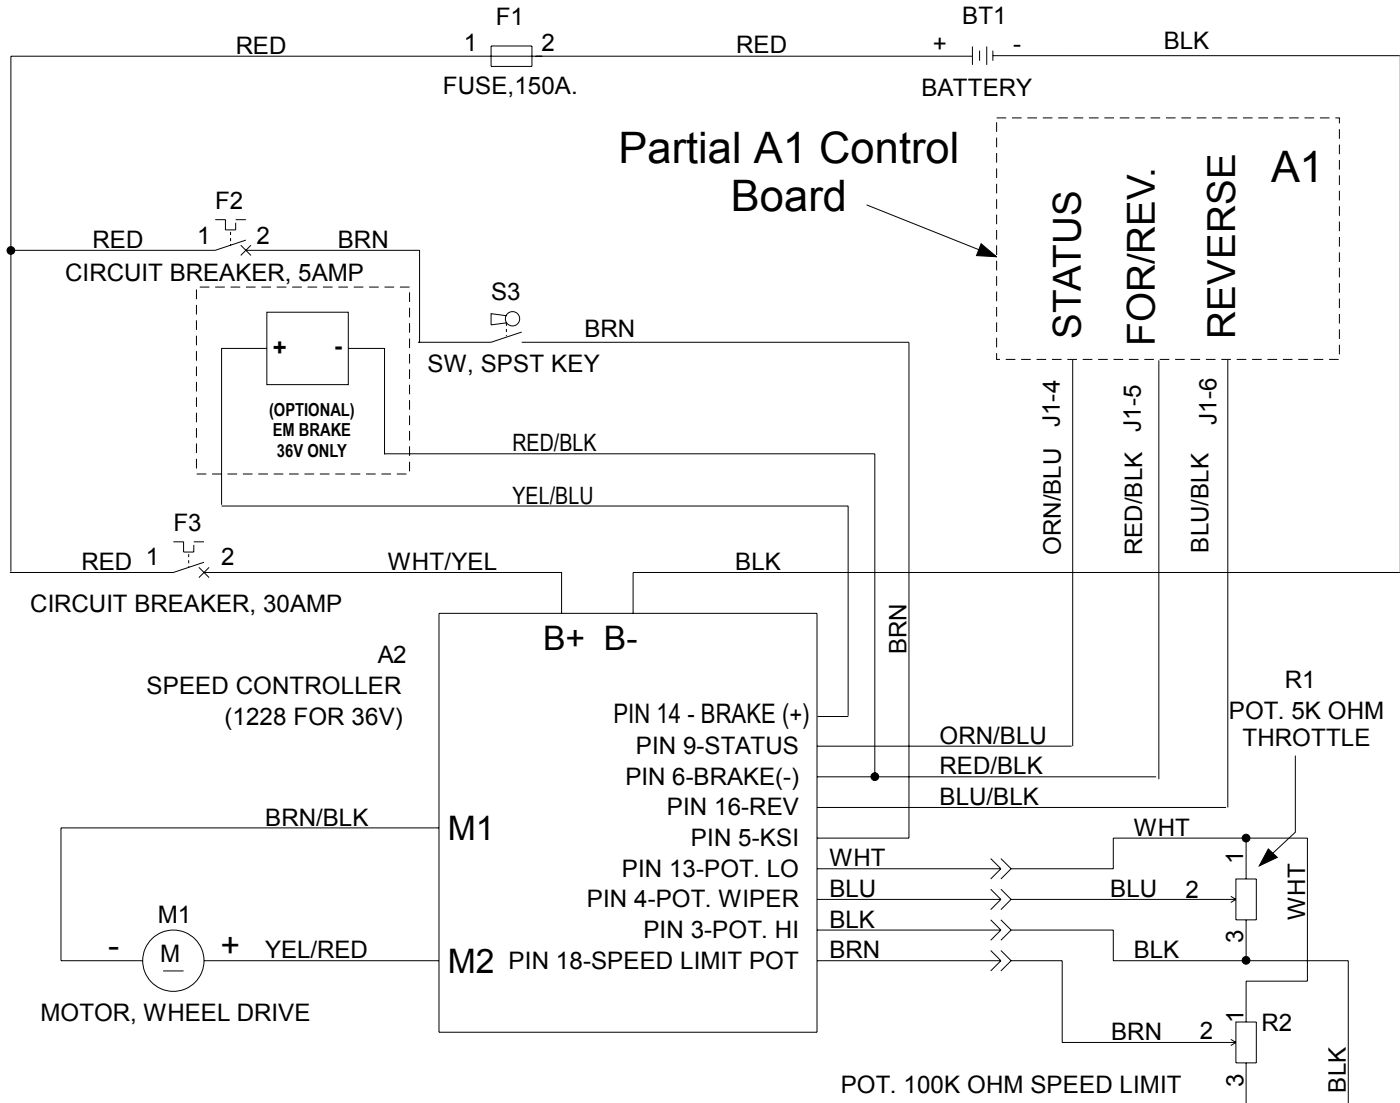 F1
BT1
RED
1
2
RED
+
-
BLK
FUSE,150A.
BATTERY
Partial A1 Control
Board
A1
STATUS
FOR/REV.
REVERSE
F2
RED
1
2
BRN
CIRCUIT BREAKER, 5AMP
S3
BRN
SW, SPST KEY
+
-
(OPTIONAL)
EM BRAKE
36V ONLY
RED/BLK
YEL/BLU
ORN/BLU J1-4
RED/BLK J1-5
BLU/BLK J1-6
F3
RED
1
2
WHT/YEL
BLK
CIRCUIT BREAKER, 30AMP
BRN
B+ B-
A2
SPEED CONTROLLER
(1228 FOR 36V)
PIN 14 - BRAKE (+)
PIN 9-STATUS
PIN 6-BRAKE(-)
PIN 16-REV
PIN 5-KSI
PIN 13-POT. LO
PIN 4-POT. WIPER
PIN 3-POT. HI
PIN 18-SPEED LIMIT POT
ORN/BLU
RED/BLK
BLU/BLK
R1
POT. 5K OHM
THROTTLE
BRN/BLK
M1
M1
M
-
+
YEL/RED
M2
MOTOR, WHEEL DRIVE
WHT
BLU
BLK
BRN
WHT
1
BLU
2
WHT
3
BLK
BRN
2
1
R2
3
BLK
POT. 100K OHM SPEED LIMIT